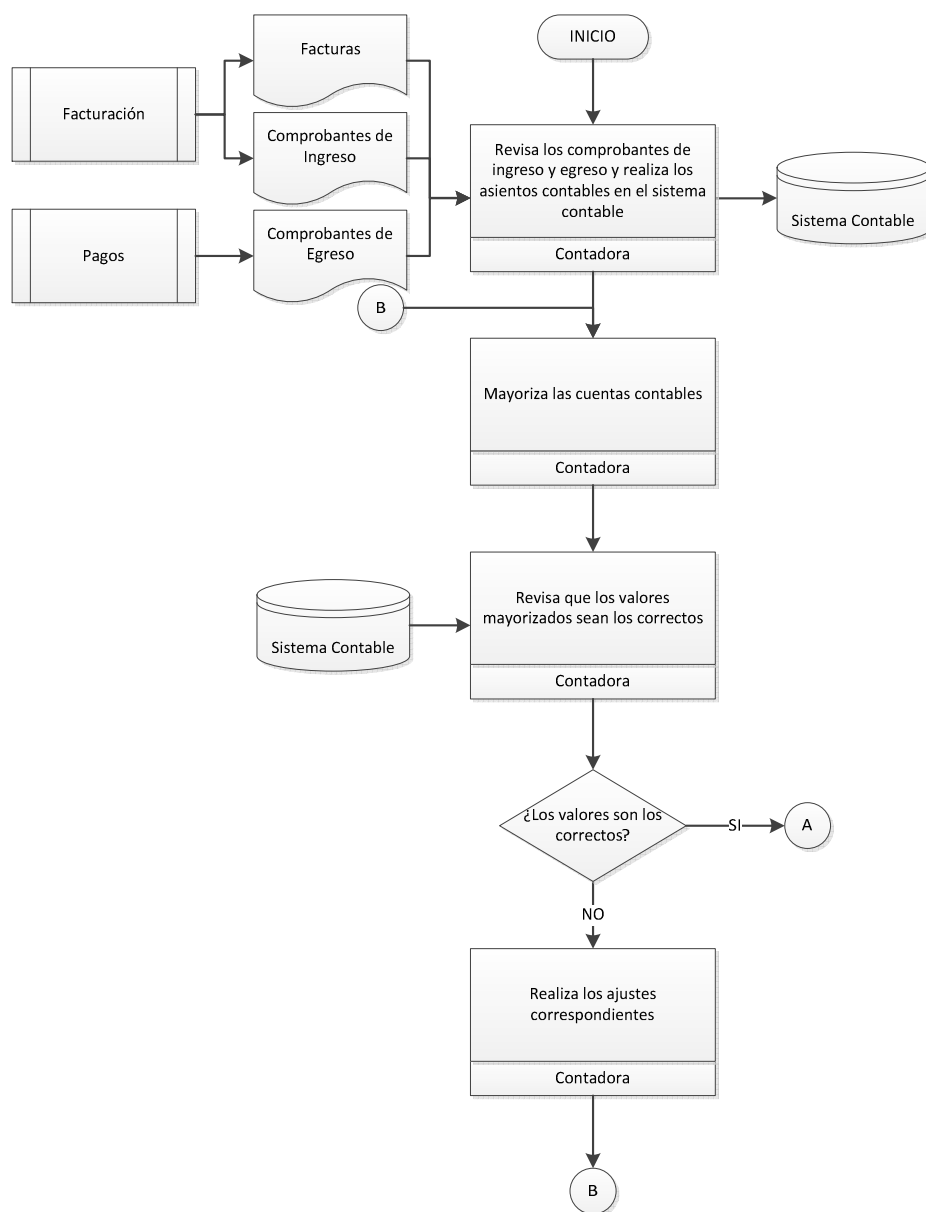 INICIO
Facturas
Facturación
Comprobantes de
Ingreso
Revisa los comprobantes de
ingreso y egreso y realiza los
asientos contables en el sistema
contable
Contadora
Sistema Contable
Pagos
Comprobantes de
Egreso
B
Mayoriza las cuentas contables
Contadora
Revisa que los valores
mayorizados sean los correctos
Contadora
Sistema Contable
¿Los valores son los
correctos?
SI
A
NO
Realiza los ajustes
correspondientes
Contadora
B